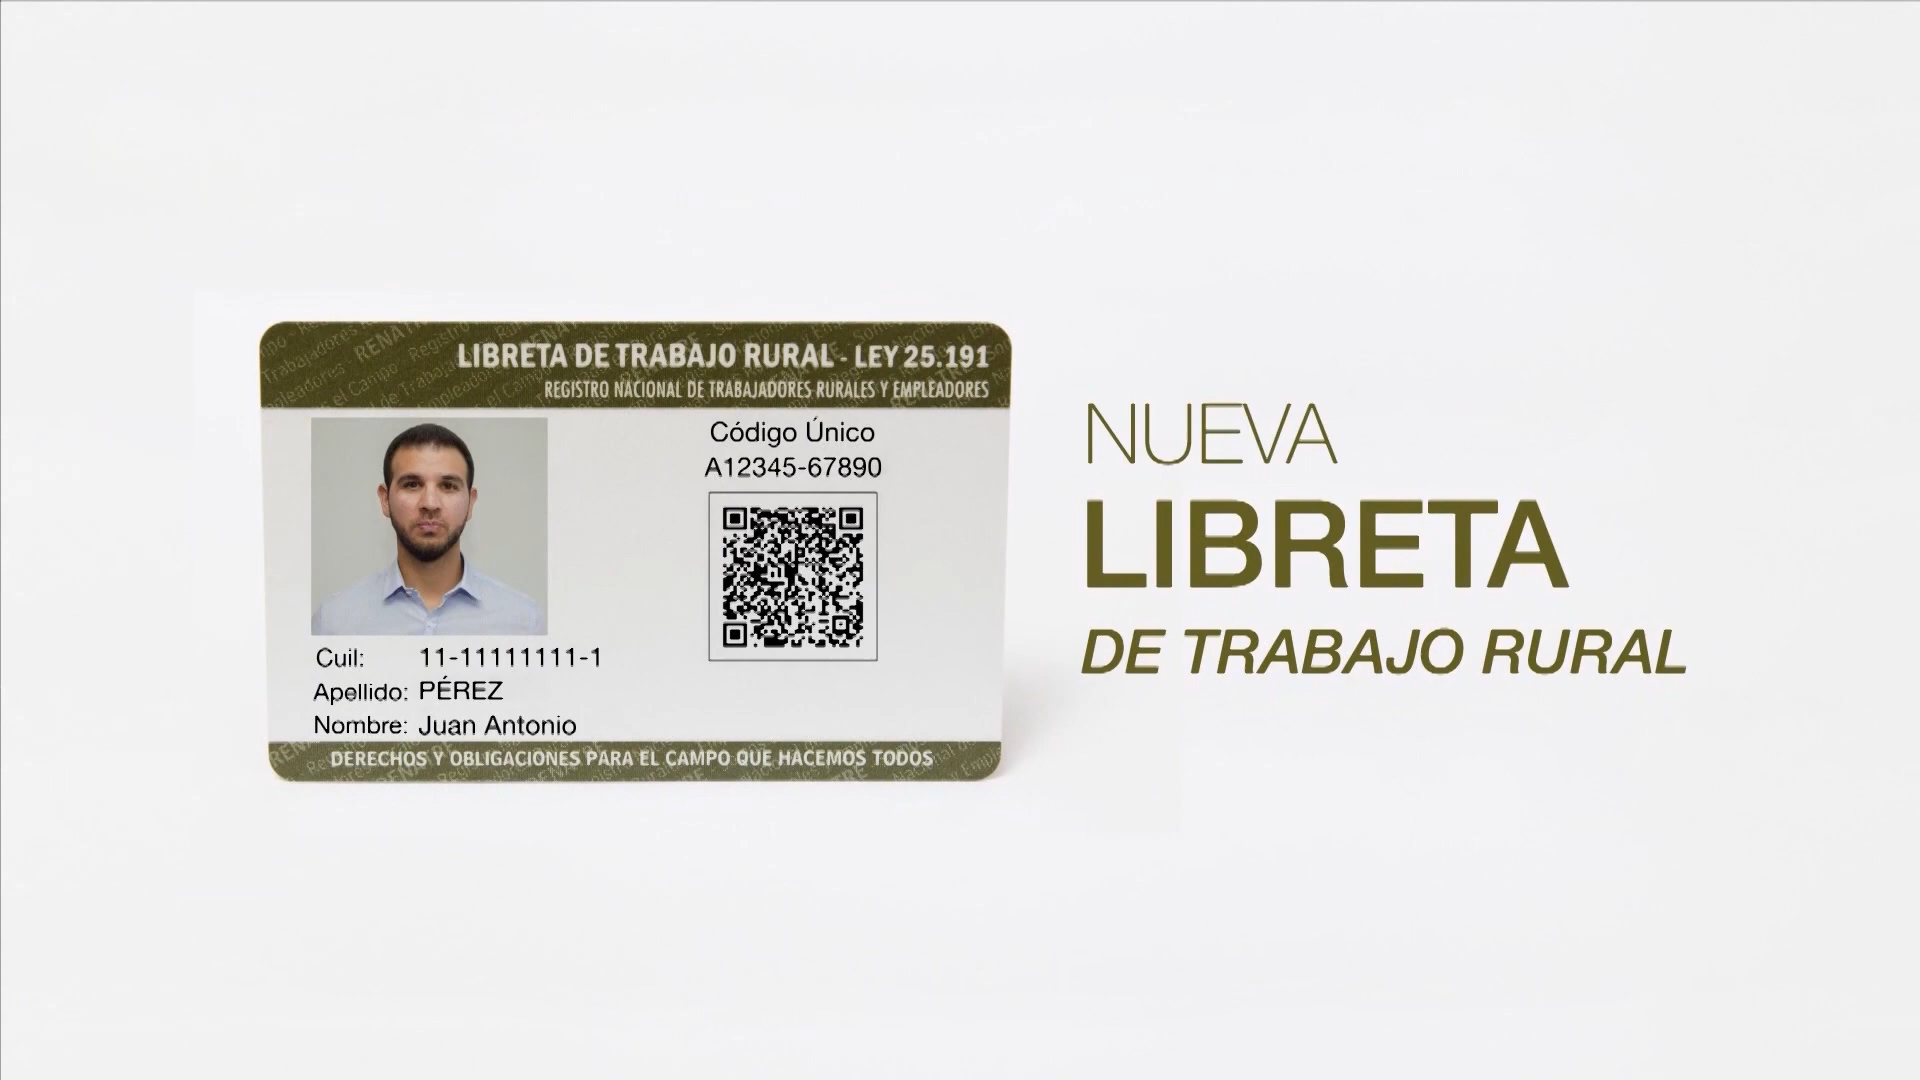 LIBRETA DE TRABAJO RURAL - LEY 25.191
REGISTRO NACIONAL DE TRABAJADORES RURALES Y EMPLEADORES
Código Único
A12345-67890
Cuil: 11-11111111-1
Apellido: PÉREZ
Nombre: Juan Antonio
DERECHOS Y OBLIGACIONES PARA EL CAMPO QUE HACEMOS TODOS
NUEVA
LIBRETA
DE TRABAJO RURAL